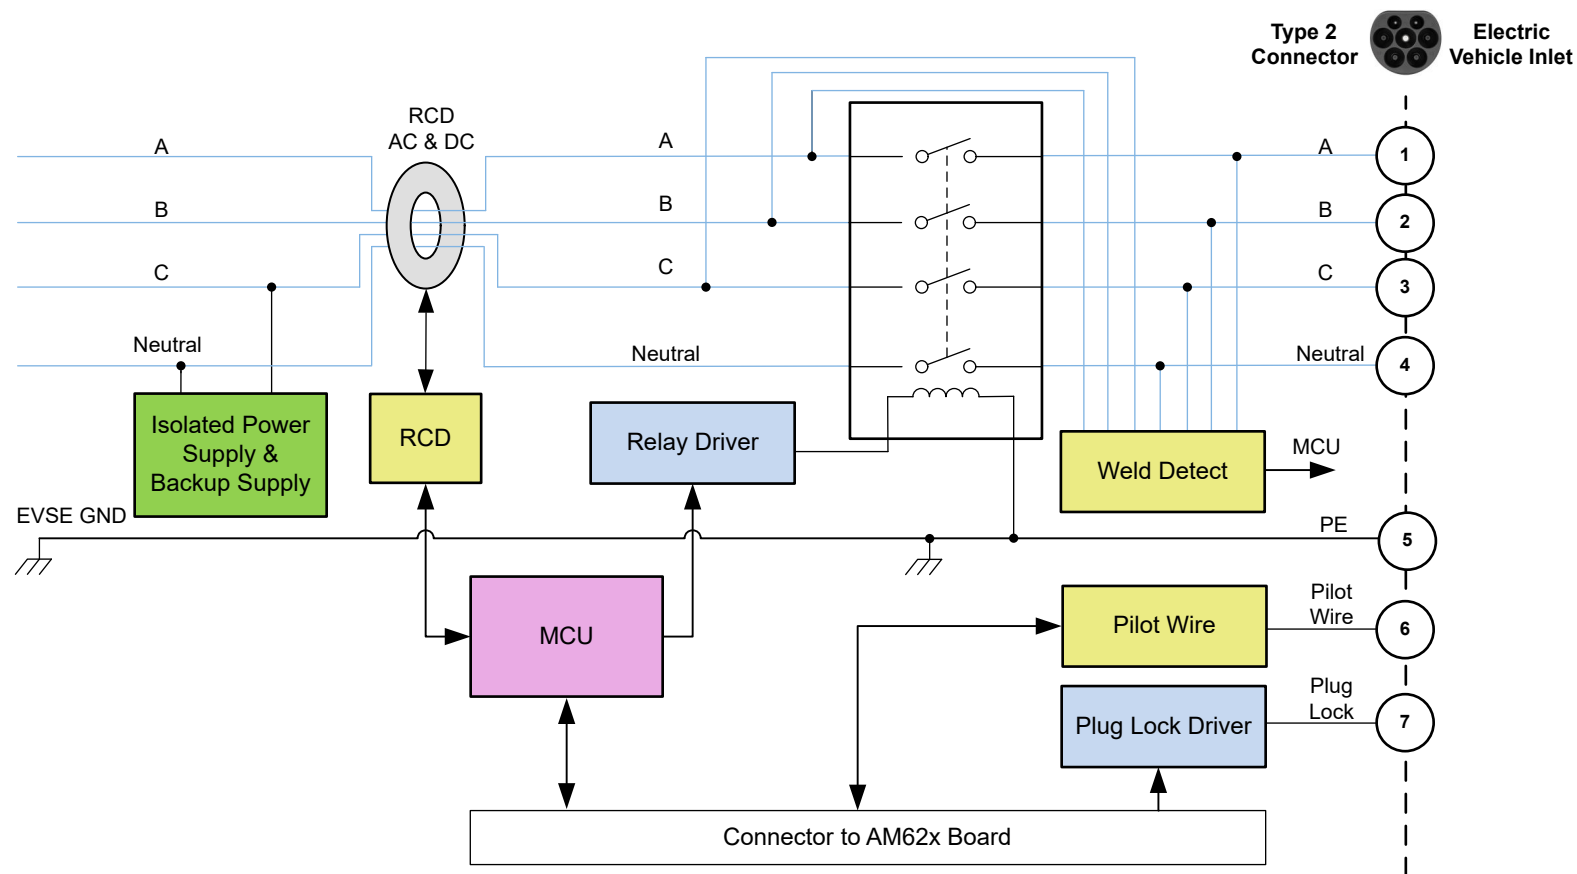 Type 2
Connector
Electric
Vehicle Inlet
RCD
AC & DC
A
A
A
1
B
B
B
2
C
C
C
3
Neutral
Neutral
Neutral
4
Isolated Power
Supply &
Backup Supply
RCD
Relay Driver
Weld Detect
MCU
EVSE GND
PE
5
MCU
Pilot Wire
Pilot
Wire
6
Plug Lock Driver
Plug
Lock
7
Connector to AM62x Board